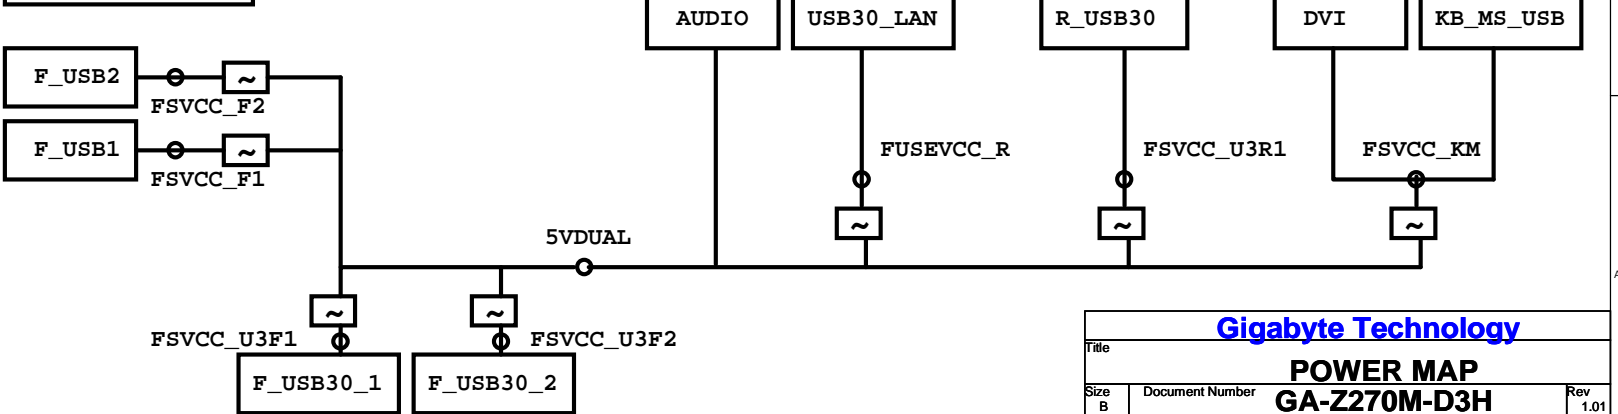 AUDIO
USB30_LAN
R_USB30
DVI
KB_MS_USB
F_USB2
~
FSVCC_F2
F_USB1
~
FSVCC_F1
FUSEVCC_R
FSVCC_U3R1
FSVCC_KM
~
~
~
5VDUAL
~
~
FSVCC_U3F1
FSVCC_U3F2
F_USB30_1
F_USB30_2
A
Gigabyte Technology
Title
POWER MAP
Size
B
Document Number
GA-Z270M-D3H
Rev
1.01